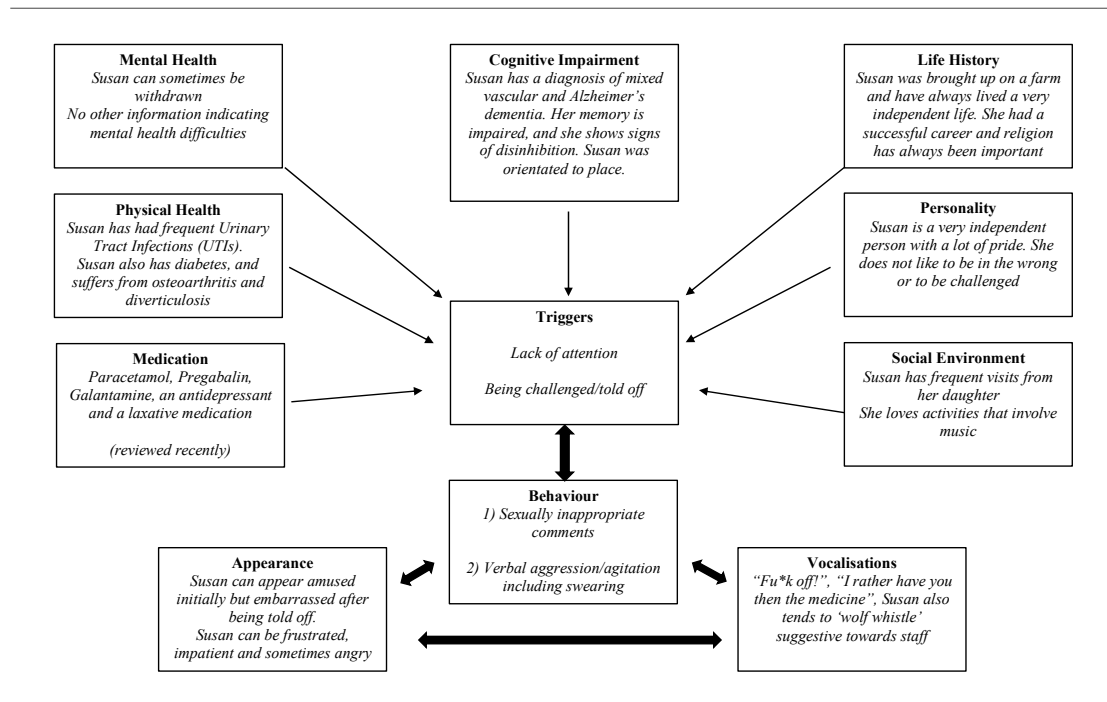 Mental Health
Susan can sometimes be
withdrawn
No other information indicating
mental health difficulties
Cognitive Impairment
Susan has a diagnosis of mixed
vascular and Alzheimer's
dementia. Her memory is
impaired, and she shows signs
of disinhibition. Susan was
orientated to place.
Life History
Susan was brought up on a farm
and have always lived a very
independent life. She had a
successful career and religion
has always been important
Physical Health
Susan has had frequent Urinary
Tract Infections (UTIs).
Susan also has diabetes, and
suffers from osteoarthritis and
diverticulosis
Personality
Susan is a very independent
person with a lot of pride. She
does not like to be in the wrong
or to be challenged
Triggers
Lack of attention
Being challenged/told off
Medication
Paracetamol, Pregabalin,
Galantamine, an antidepressant
and a laxative medication
(reviewed recently)
Social Environment
Susan has frequent visits from
her daughter
She loves activities that involve
music
Behaviour
1) Sexually inappropriate
comments
2) Verbal aggression/agitation
including swearing
Appearance
Susan can appear amused
initially but embarrassed after
being told off.
Susan can be frustrated,
impatient and sometimes angry
Vocalisations
"Fu*k off!", "I rather have you
then the medicine", Susan also
tends to 'wolf whistle'
suggestive towards staff